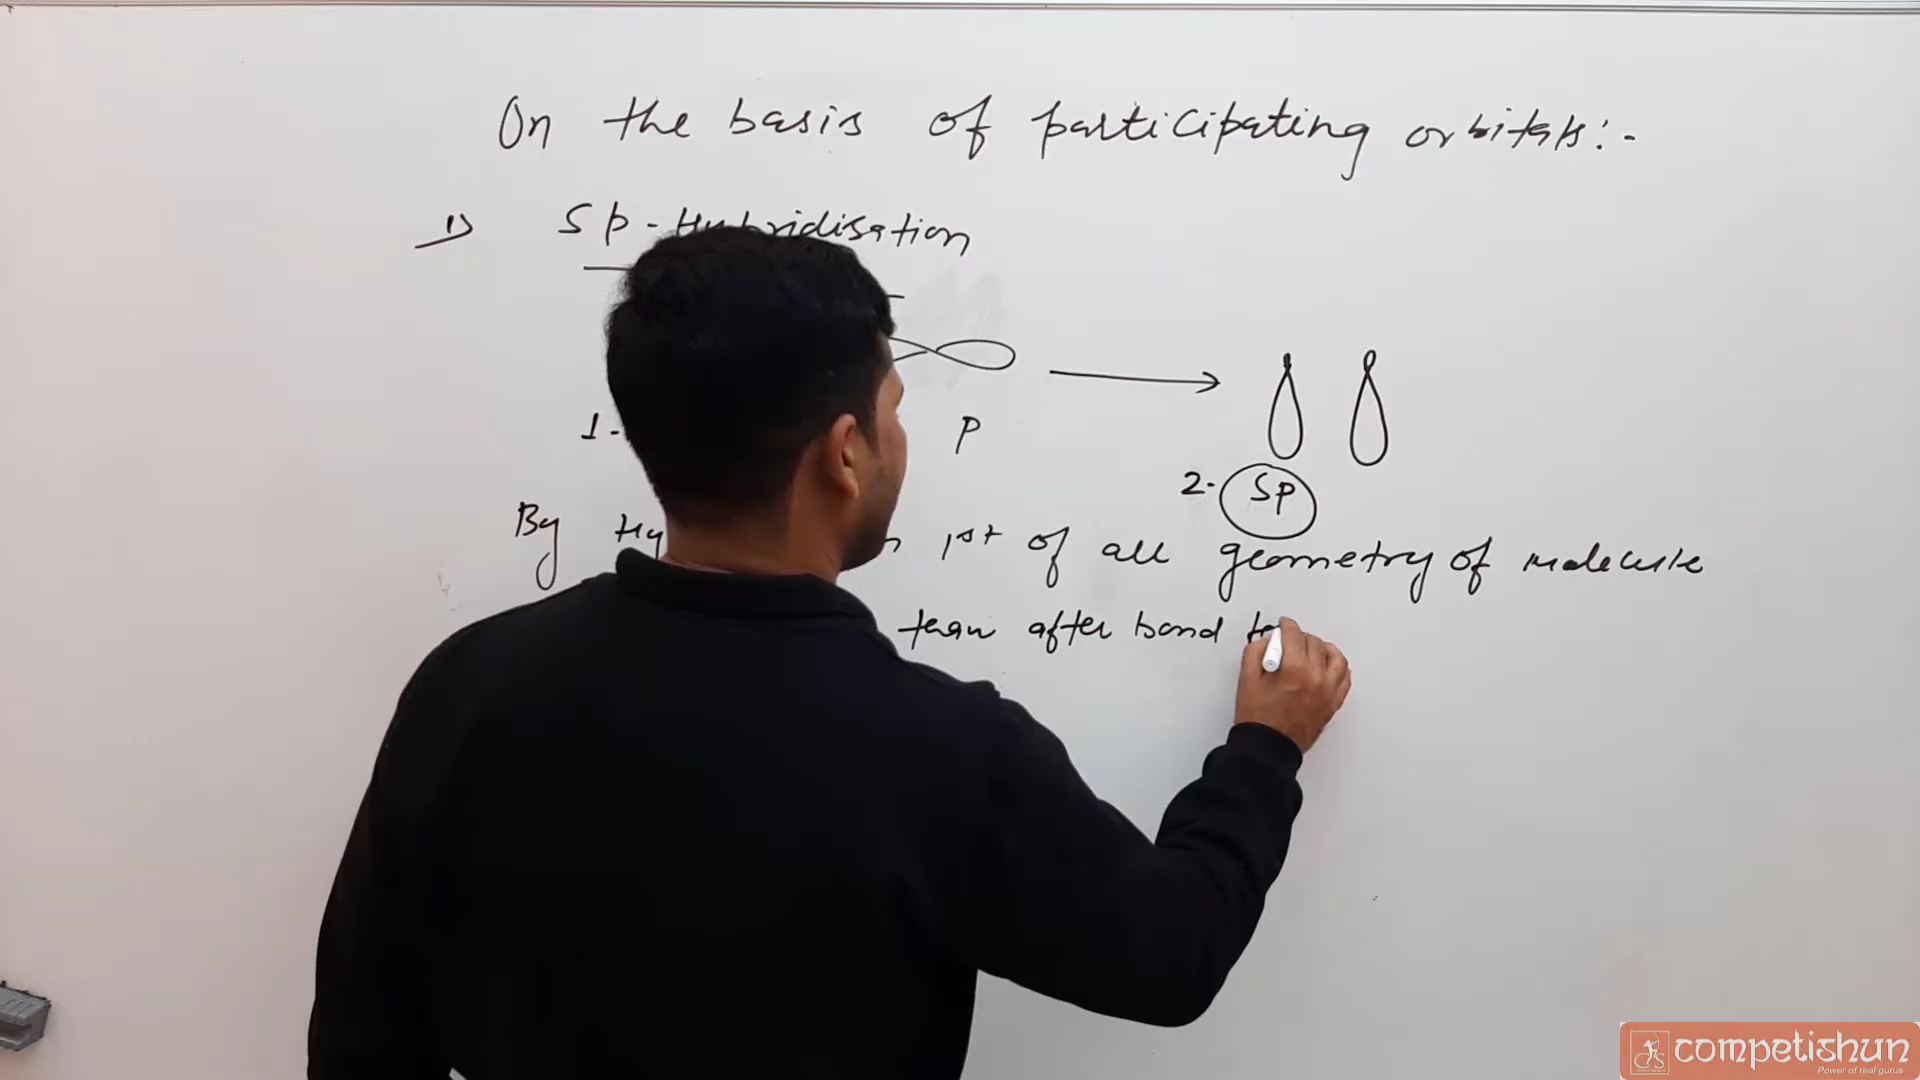 On the basis of participating orbitals:-
1) Sp-Hybridisation
1- P
2. SP
By Hy 1st of all geometry of molecule
than after bond
competishun
Power of real gurus